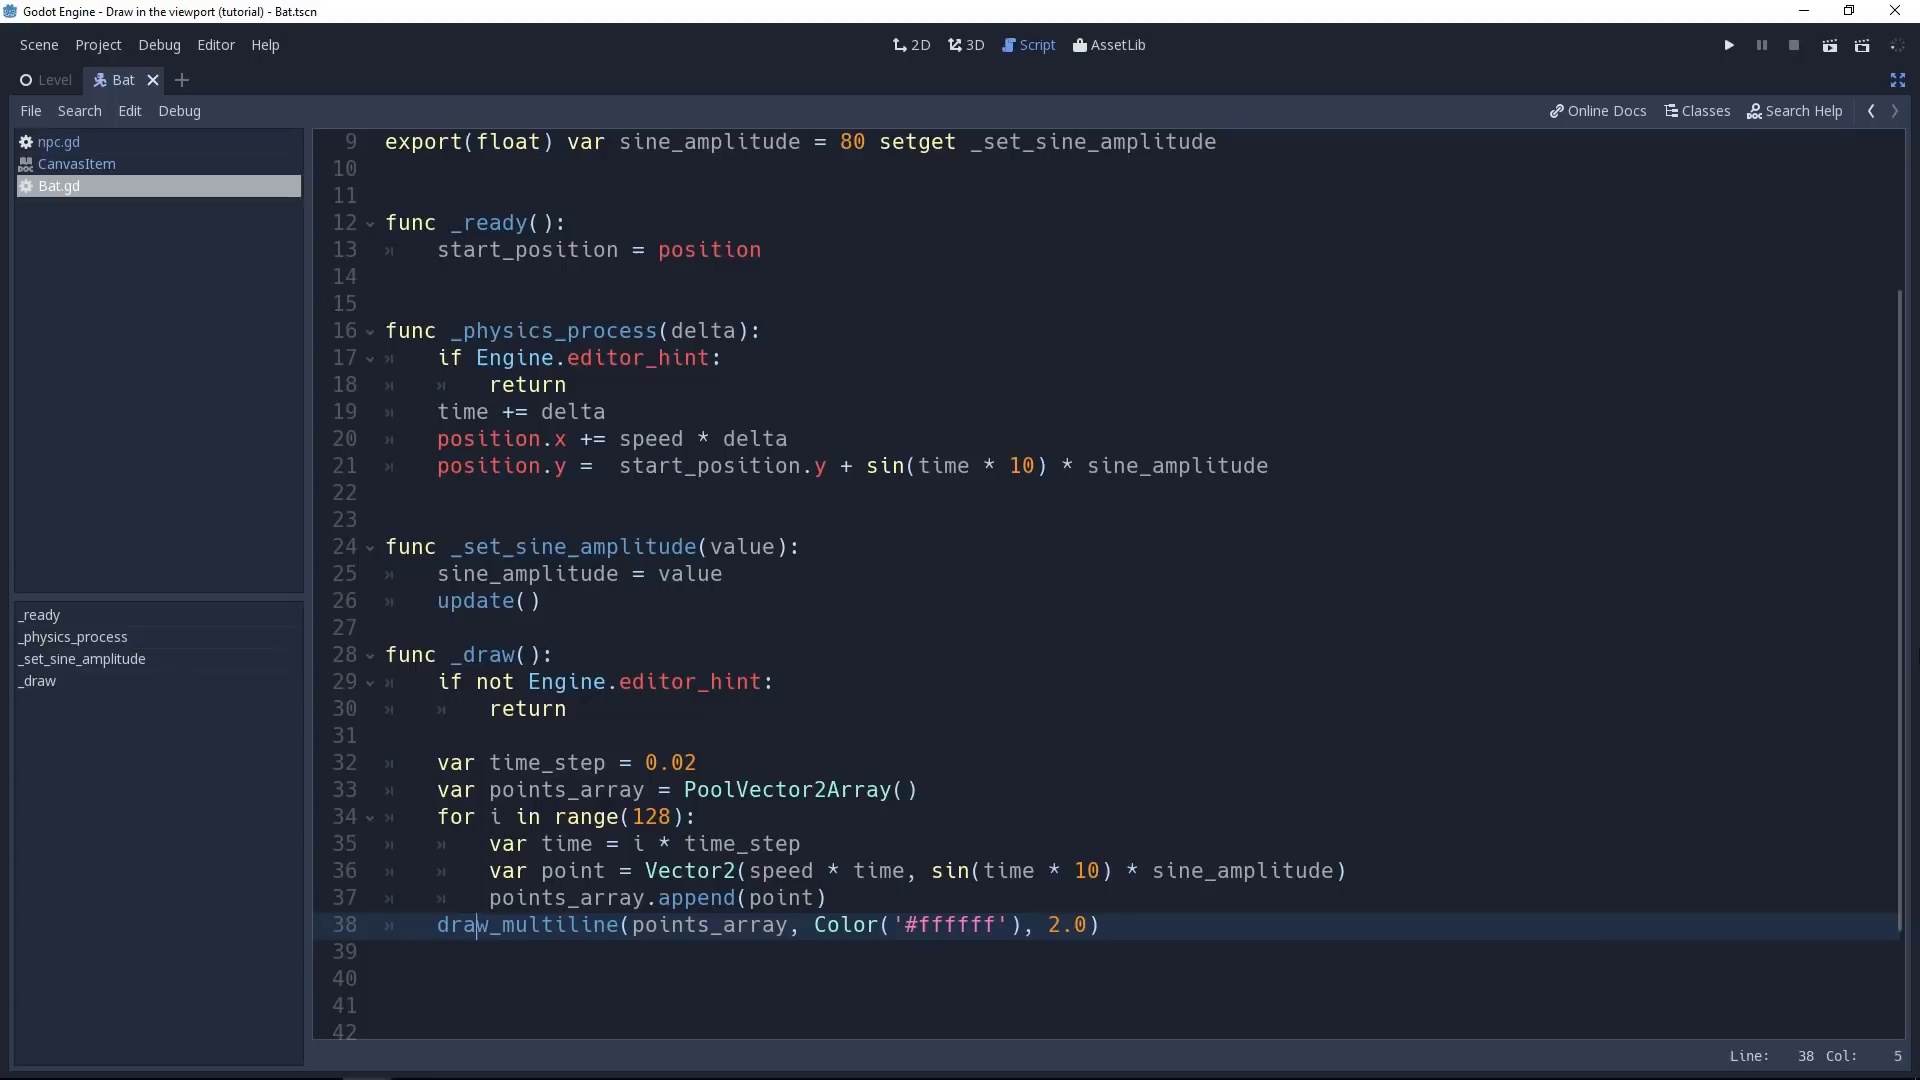 Godot Engine - Draw in the viewport (tutorial) - Bat.tscn
Scene Project Debug Editor Help
2D 3D Script AssetLib
Level Bat
File Search Edit Debug
Online Docs Classes Search Help
npc.gd
CanvasItem
Bat.gd
_ready
_physics_process
_set_sine_amplitude
_draw
9 export(float) var sine_amplitude = 80 setget _set_sine_amplitude
10
11
12 func _ready():
13 start_position = position
14
15
16 func _physics_process(delta):
17 if Engine.editor_hint:
18 return
19 time += delta
20 position.x += speed * delta
21 position.y =  start_position.y + sin(time * 10) * sine_amplitude
22
23
24 func _set_sine_amplitude(value):
25 sine_amplitude = value
26 update()
27
28 func _draw():
29 if not Engine.editor_hint:
30 return
31
32 var time_step = 0.02
33 var points_array = PoolVector2Array()
34 for i in range(128):
35 var time = i * time_step
36 var point = Vector2(speed * time, sin(time * 10) * sine_amplitude)
37 points_array.append(point)
38 draw_multiline(points_array, Color('#ffffff'), 2.0)
39
40
41
42
Line: 38 Col: 5